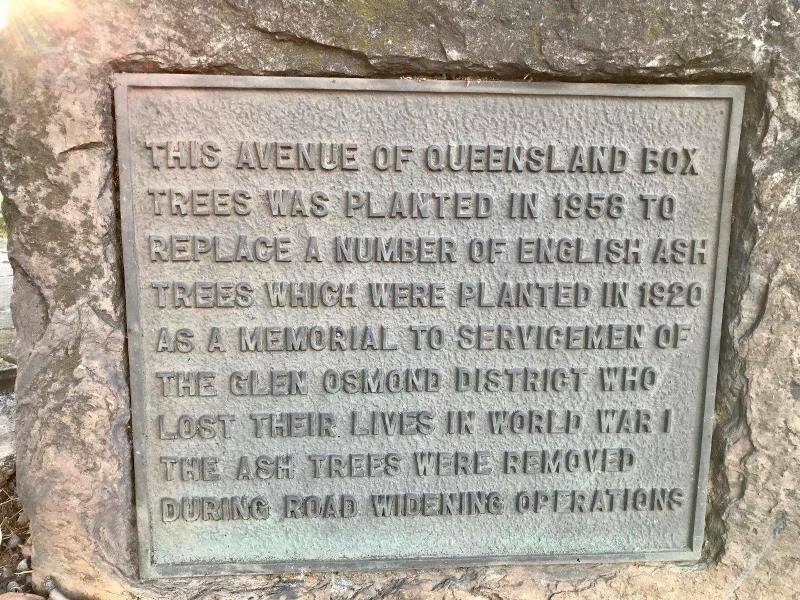 THIS AVENUE OF QUEENSLAND BOX
TREES WAS PLANTED IN 1958 TO
REPLACE A NUMBER OF ENGLISH ASH
TREES WHICH WERE PLANTED IN 1920
AS A MEMORIAL TO SERVICEMEN OF
THE GLEN OSMOND DISTRICT WHO
LOST THEIR LIVES IN WORLD WAR I
THE ASH TREES WERE REMOVED
DURING ROAD WIDENING OPERATIONS